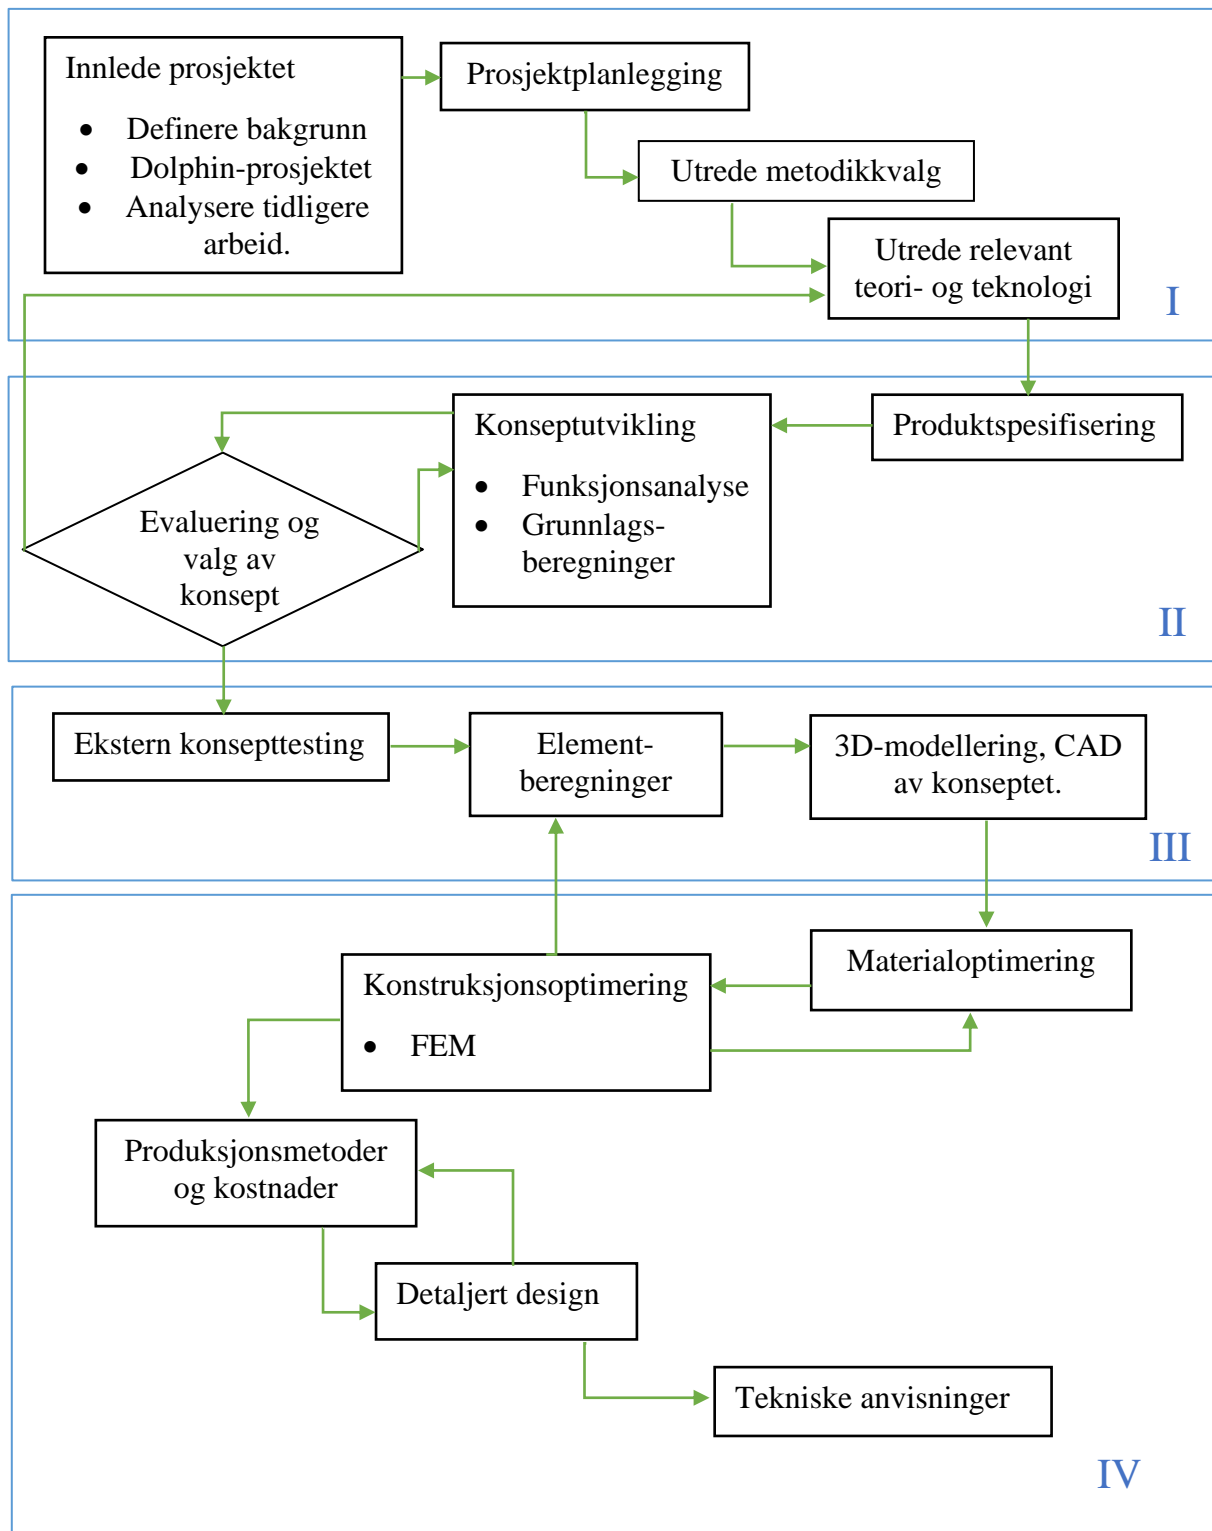 Innlede prosjektet
• Definere bakgrunn
• Dolphin-prosjektet
• Analysere tidligere
arbeid.
Prosjektplanlegging
Utrede metodikkvalg
Utrede relevant
teori- og teknologi
I
Produktspesifisering
Konseptutvikling
• Funksjonsanalyse
• Grunnlags-
beregninger
Evaluering og
valg av
konsept
II
Ekstern konsepttesting
Element-
beregninger
3D-modellering, CAD
av konseptet.
III
Materialoptimering
Konstruksjonsoptimering
• FEM
Produksjonsmetoder
og kostnader
Detaljert design
Tekniske anvisninger
IV